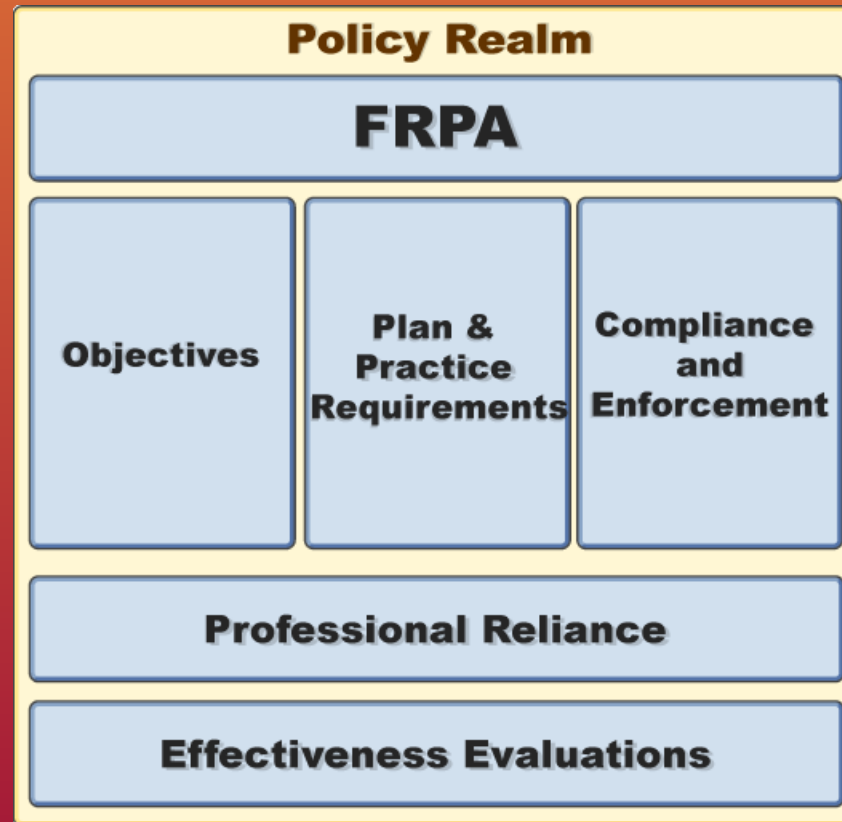 Policy Realm
FRPA
Objectives
Plan &
Practice
Requirements
Compliance
and
Enforcement
Professional Reliance
Effectiveness Evaluations